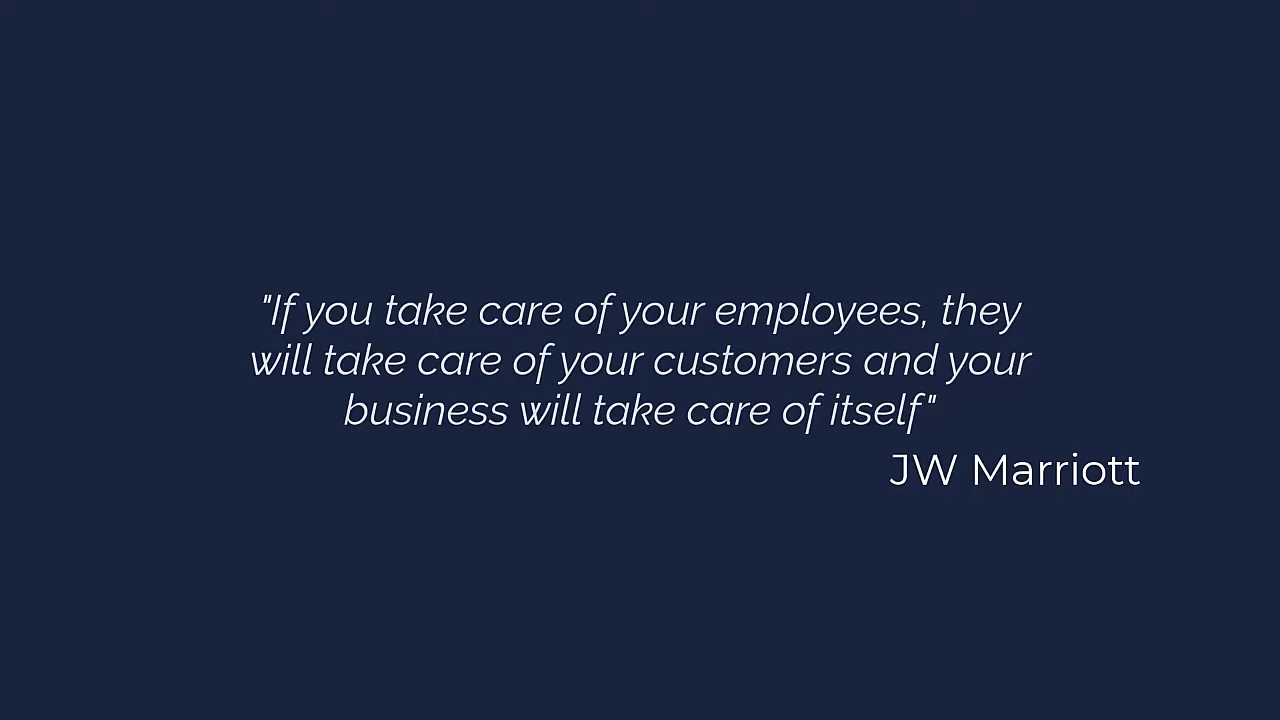 "If you take care of your employees, they
will take care of your customers and your
business will take care of itself"
JW Marriott